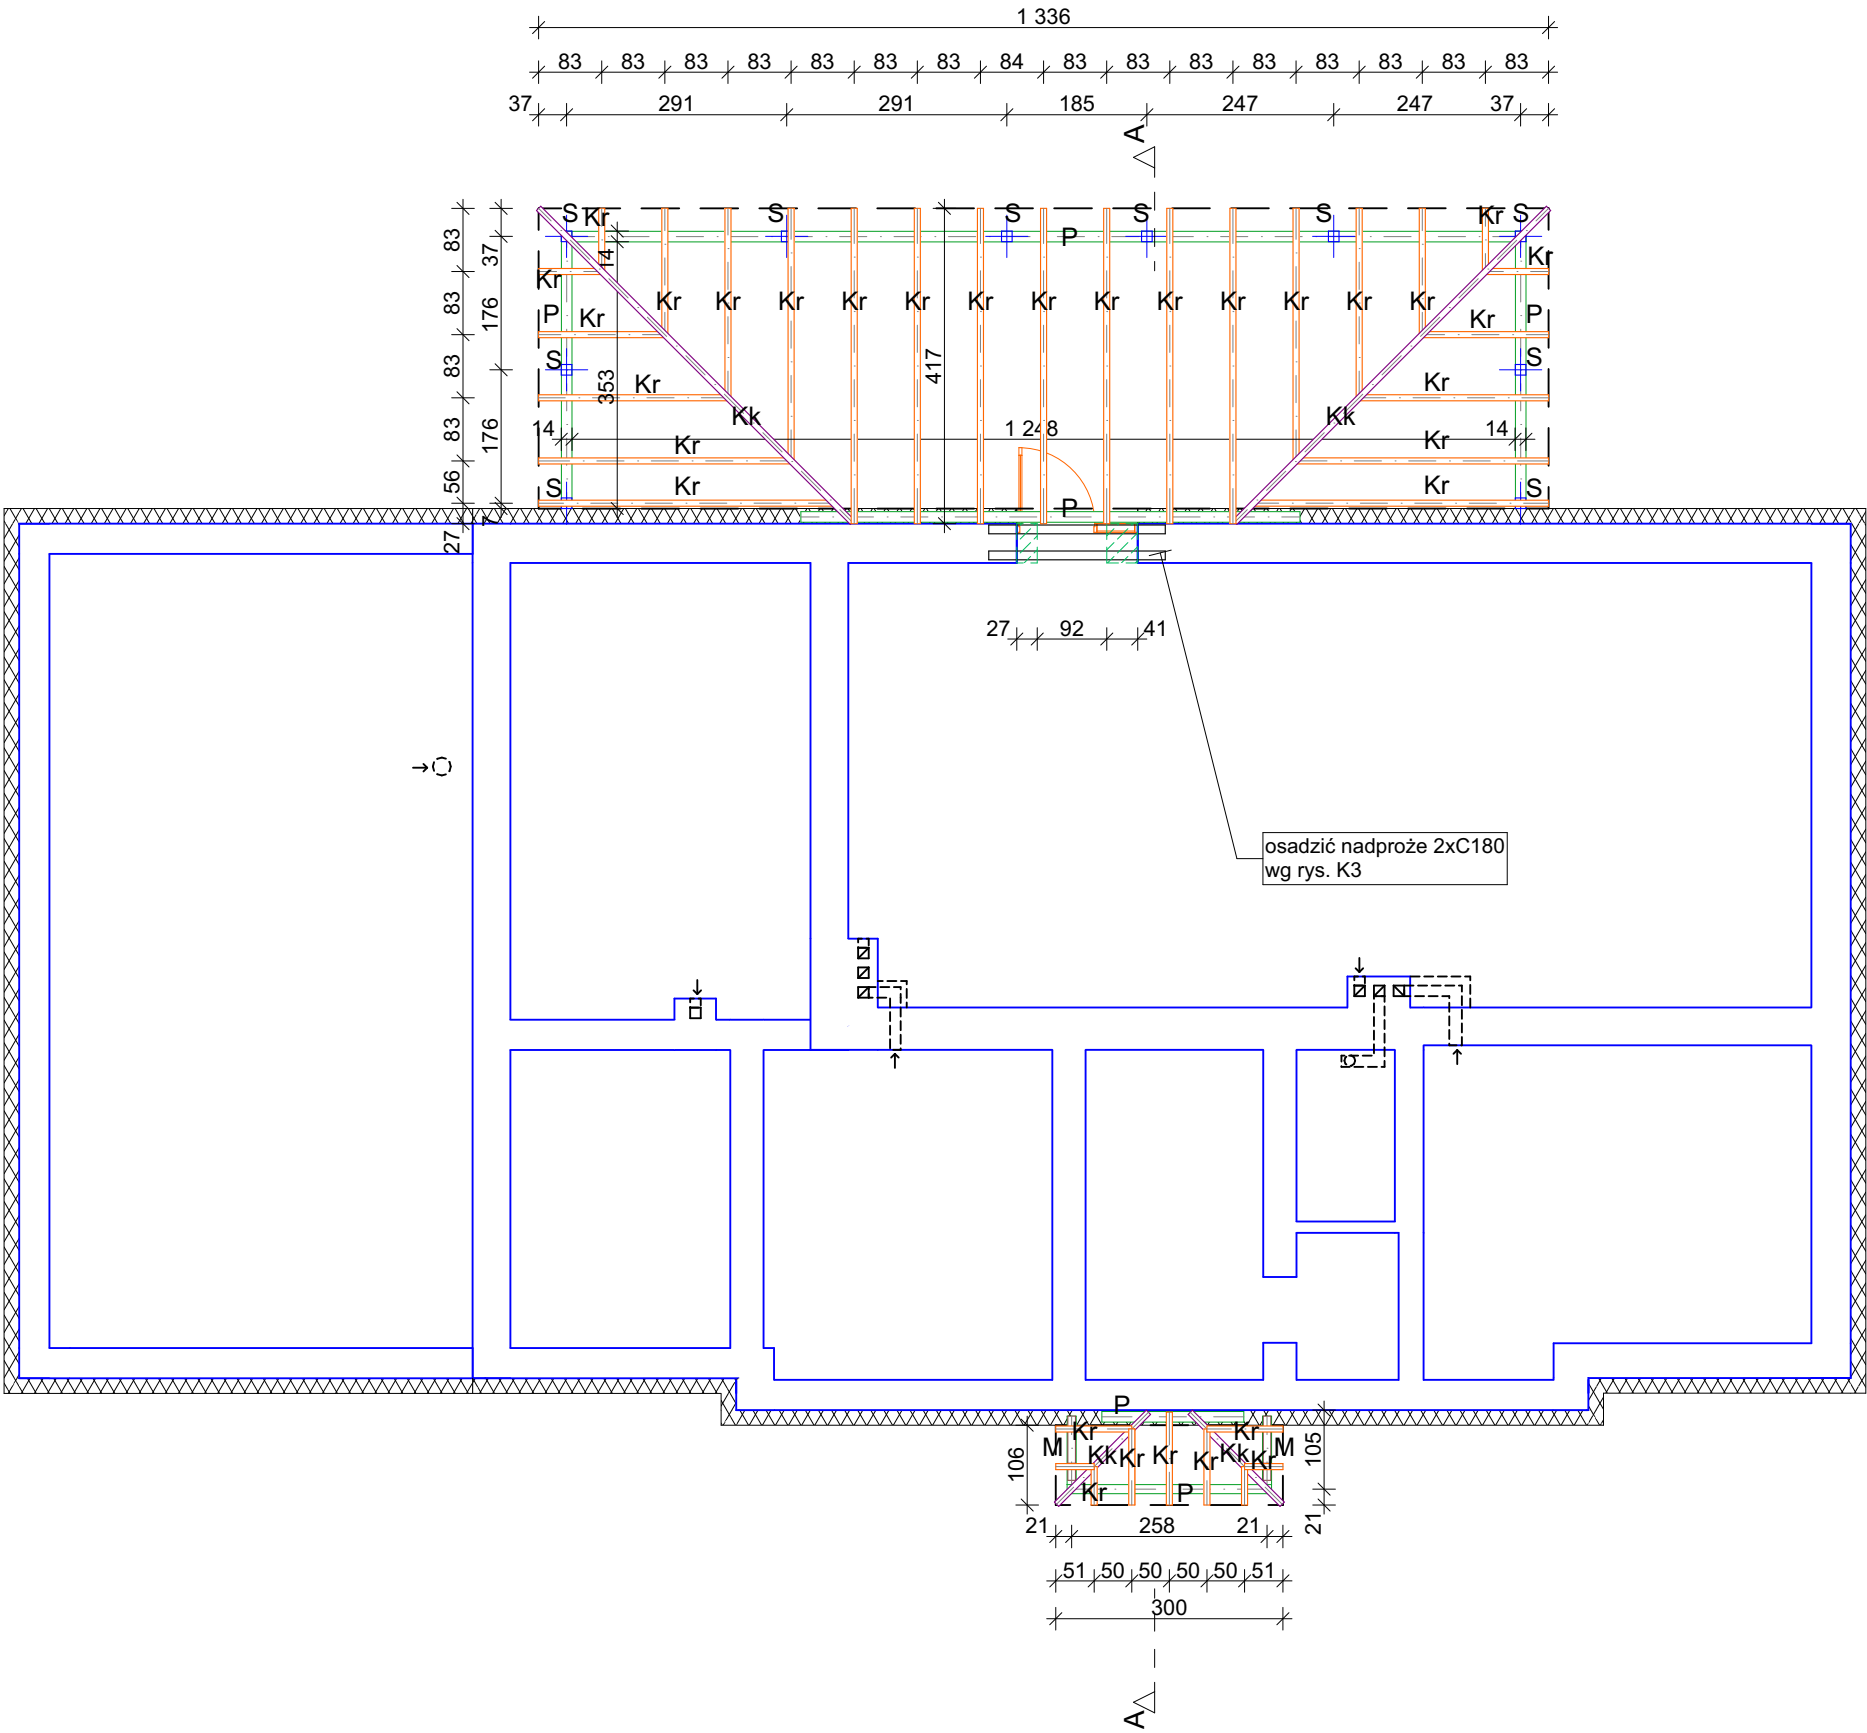 1 336
83 83 83 83 83 83 83 84 83 83 83 83 83 83 83 83
37 291 291 185 247 247 37
A
S Kr S S S S Kr S
83 37 14 P Kr
Kr
83 176 Kr Kr Kr Kr Kr Kr Kr Kr Kr Kr Kr Kr Kr
P Kr Kr P
83 S 353 417 S
Kr Kr
Kk Kk
83 176 14 1 248 14
Kr Kr
56 S Kr Kr S
P
7
27
27 92 41
osadzić nadproże 2xC180
wg rys. K3
P
Kr Kr
M M
106 Kk Kr Kr Kr Kk Kr 105
Kr P
21 258 21 21
51 50 50 50 50 51
300
A